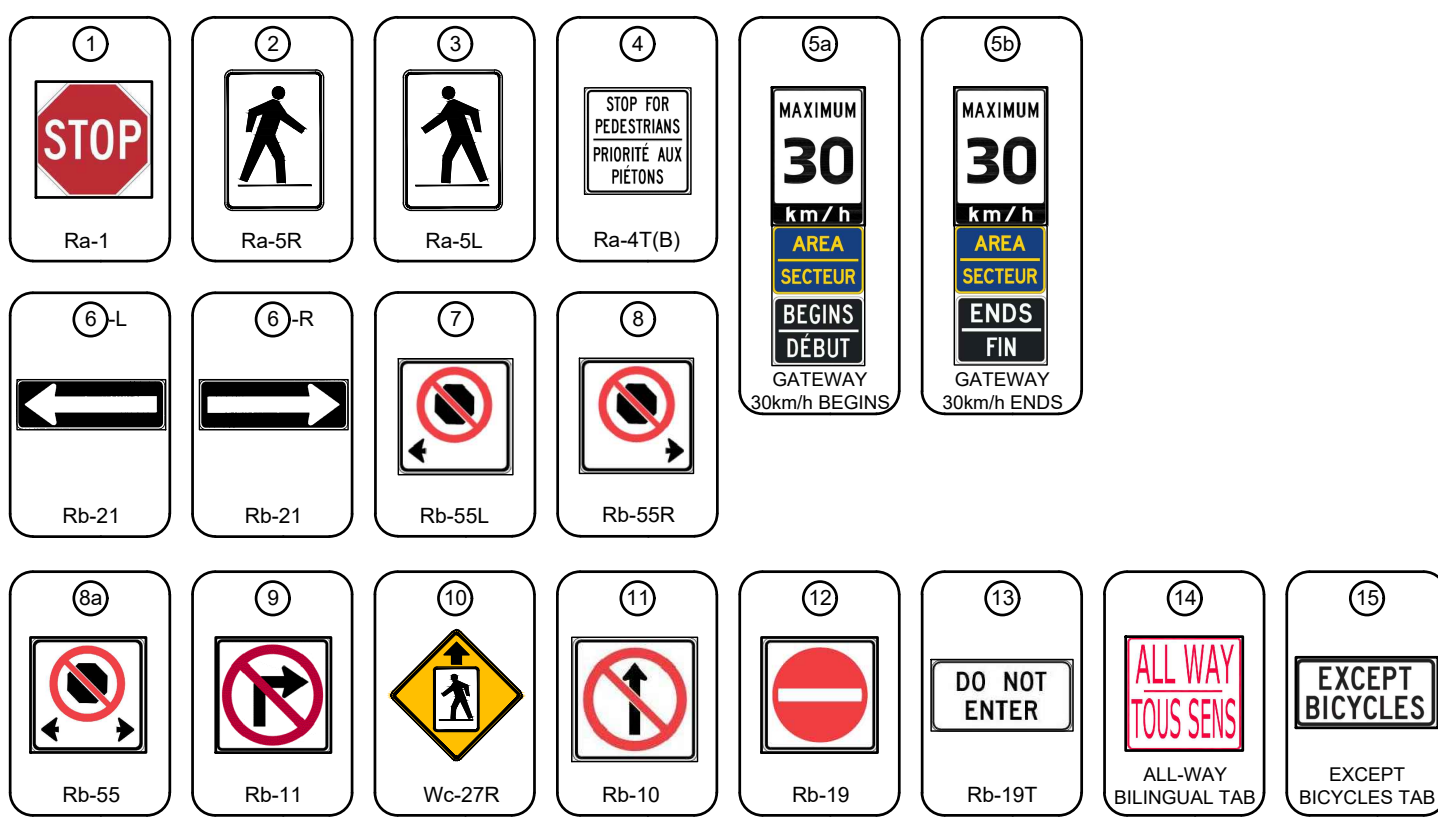 1
STOP
Ra-1
2
Ra-5R
3
Ra-5L
4
STOP FOR
PEDESTRIANS
PRIORITÉ AUX
PIÉTONS
Ra-4T(B)
5a
MAXIMUM
30
km/h
AREA
SECTEUR
BEGINS
DÉBUT
GATEWAY
30km/h BEGINS
5b
MAXIMUM
30
km/h
AREA
SECTEUR
ENDS
FIN
GATEWAY
30km/h ENDS
6-L
Rb-21
6-R
Rb-21
7
Rb-55L
8
Rb-55R
8a
Rb-55
9
Rb-11
10
Wc-27R
11
Rb-10
12
Rb-19
13
DO NOT
ENTER
Rb-19T
14
ALL WAY
TOUS SENS
ALL-WAY
BILINGUAL TAB
15
EXCEPT
BICYCLES
EXCEPT
BICYCLES TAB